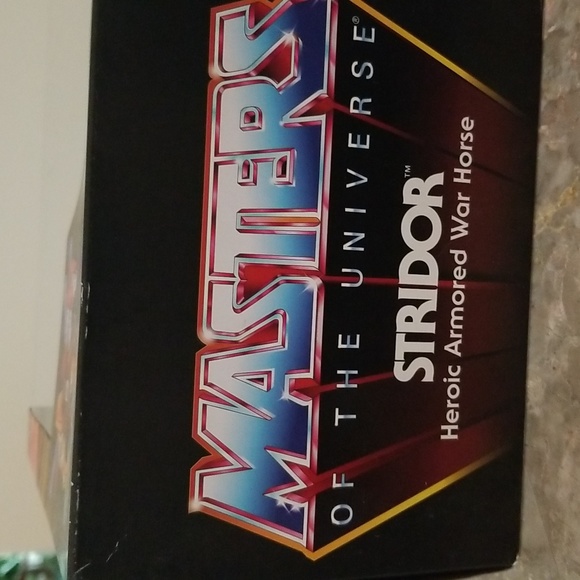 MASTERS
OF THE UNIVERSE®
STRIDOR™
Heroic Armored War Horse